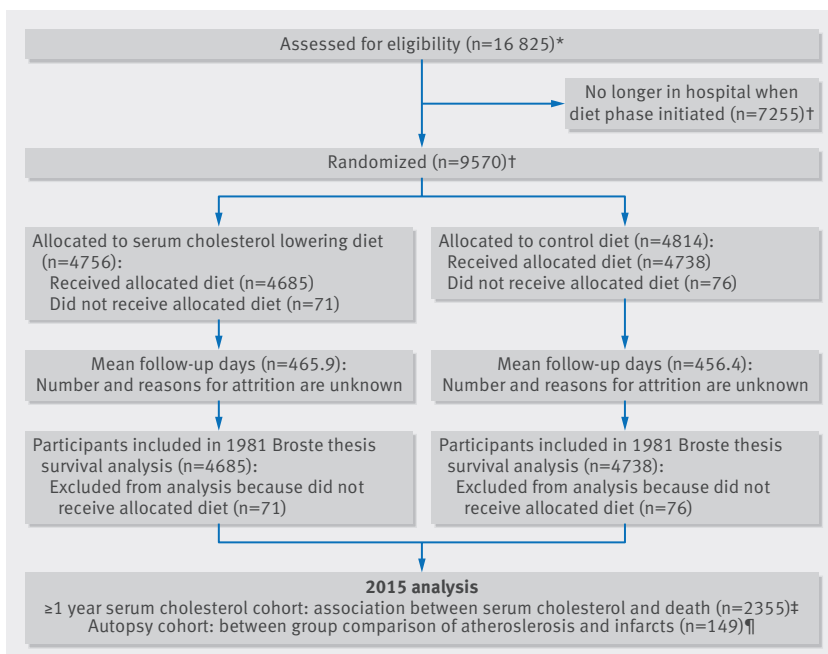 Assessed for eligibility (n=16 825)*
No longer in hospital when
diet phase initiated (n=7255)†
Randomized (n=9570)†
Allocated to serum cholesterol lowering diet
(n=4756):
Received allocated diet (n=4685)
Did not receive allocated diet (n=71)
Allocated to control diet (n=4814):
Received allocated diet (n=4738)
Did not receive allocated diet (n=76)
Mean follow-up days (n=465.9):
Number and reasons for attrition are unknown
Mean follow-up days (n=456.4):
Number and reasons for attrition are unknown
Participants included in 1981 Broste thesis
survival analysis (n=4685):
Excluded from analysis because did not
receive allocated diet (n=71)
Participants included in 1981 Broste thesis
survival analysis (n=4738):
Excluded from analysis because did not
receive allocated diet (n=76)
2015 analysis
≥1 year serum cholesterol cohort: association between serum cholesterol and death (n=2355)‡
Autopsy cohort: between group comparison of atheroslerosis and infarcts (n=149)¶